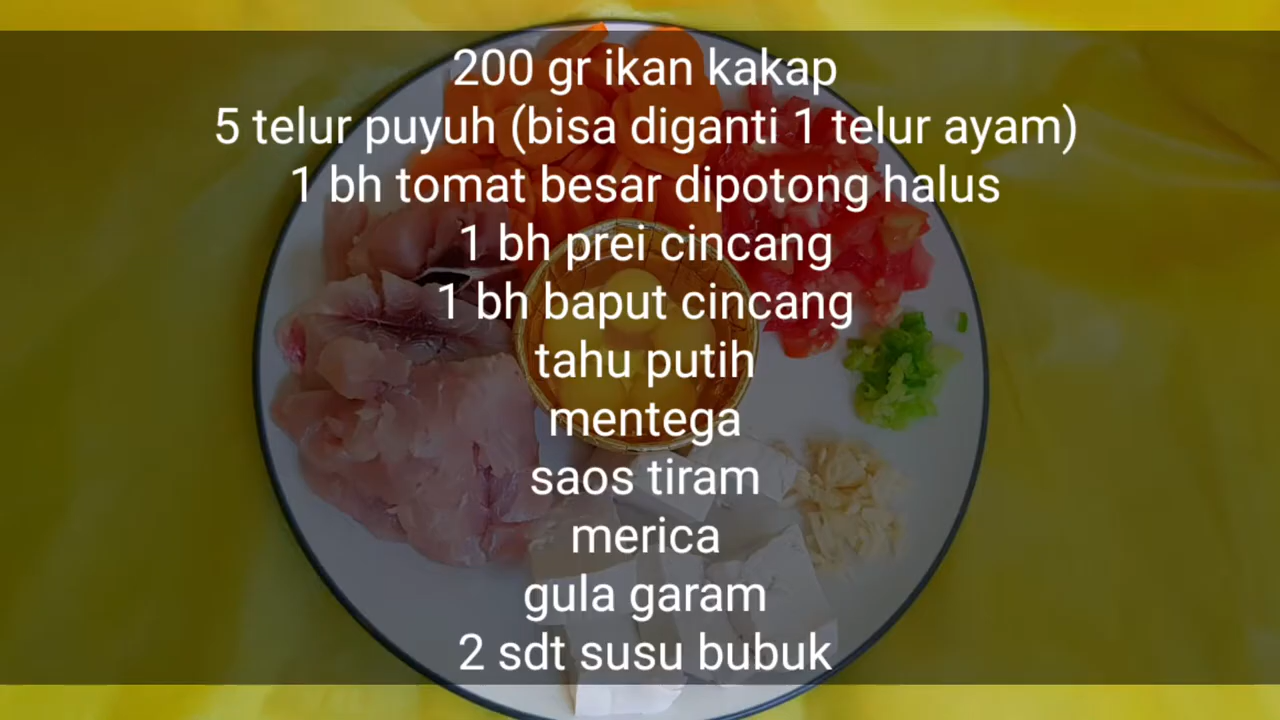 200 gr ikan kakap
5 telur puyuh (bisa diganti 1 telur ayam)
1 bh tomat besar dipotong halus
1 bh prei cincang
1 bh baput cincang
tahu putih
mentega
saos tiram
merica
gula garam
2 sdt susu bubuk